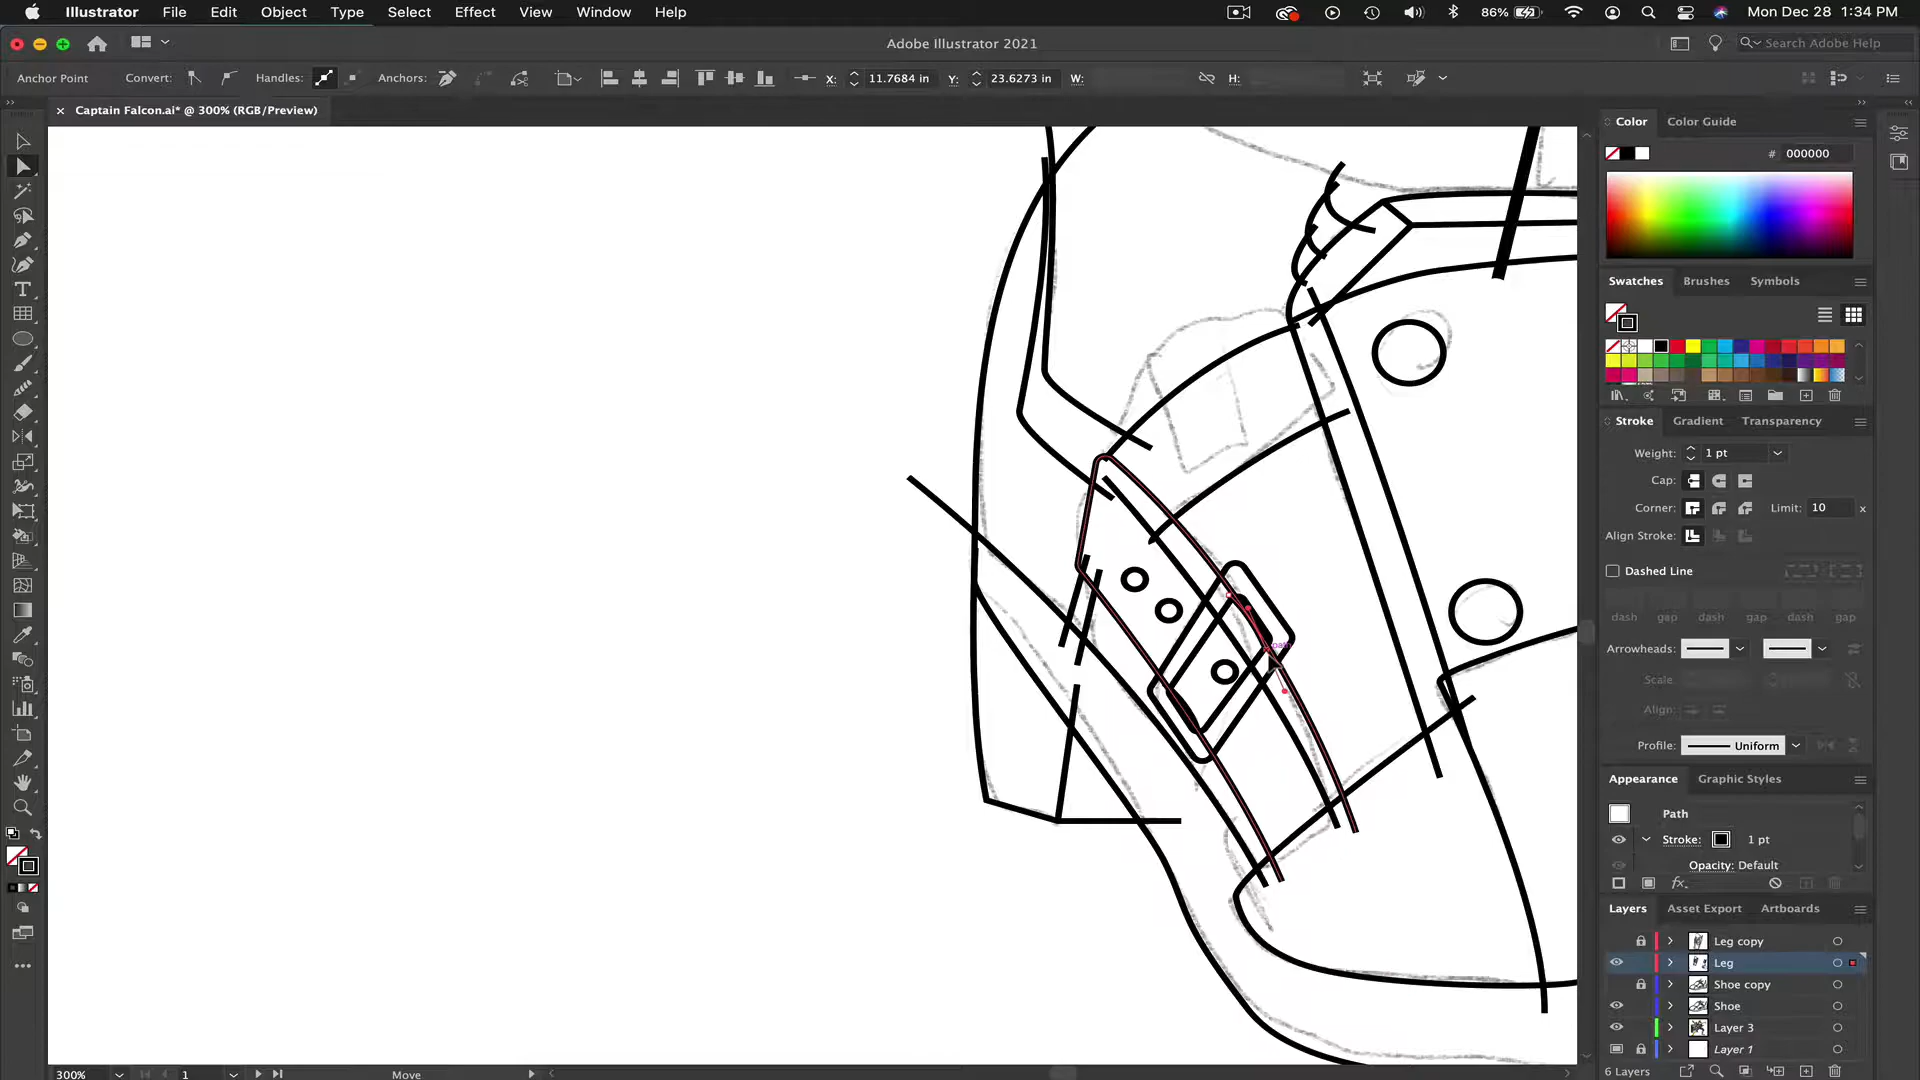 Illustrator File Edit Object Type Select Effect View Window Help 86% Mon Dec 28 1:34 PM
Adobe Illustrator 2021 Search Adobe Help
Anchor Point Convert: Handles: Anchors: X: 11.7684 in Y: 23.6273 in W: H:
Captain Falcon.ai* @ 300% (RGB/Preview)
Color Color Guide
# 000000
Swatches Brushes Symbols
Stroke Gradient Transparency
Weight: 1 pt
Cap:
Corner: Limit: 10 x
Align Stroke:
Dashed Line
dash gap dash gap dash gap
Arrowheads:
Scale:
Align:
Profile: Uniform
Appearance Graphic Styles
Path
Stroke: 1 pt
Opacity: Default
fx
Layers Asset Export Artboards
Leg copy
Leg
Shoe copy
Shoe
Layer 3
Layer 1
6 Layers
path
300% 1 Move